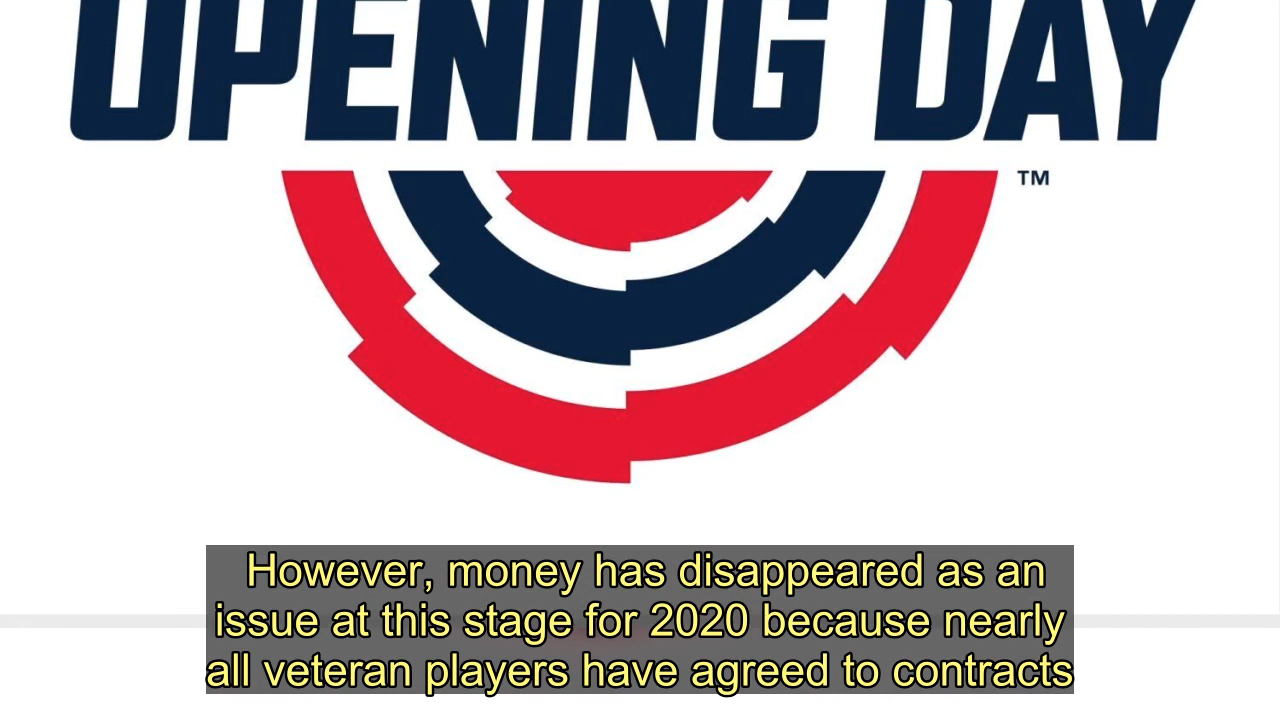 OPENING DAY
TM
However, money has disappeared as an
issue at this stage for 2020 because nearly
all veteran players have agreed to contracts